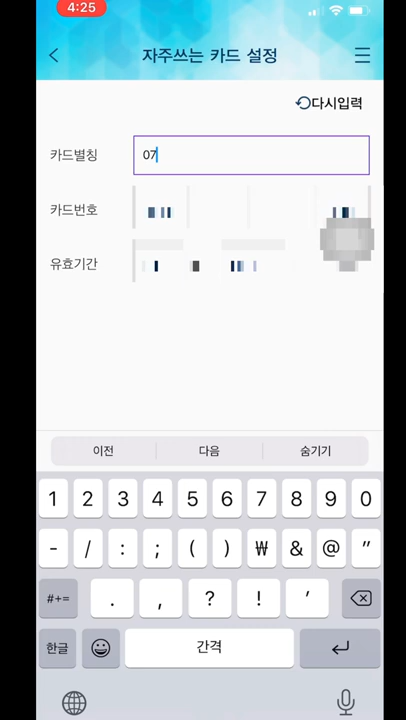 4:25
자주쓰는 카드 설정
다시입력
카드별칭 07
카드번호
유효기간
이전 다음 숨기기
1 2 3 4 5 6 7 8 9 0
- / : ; ( ) ₩ & @ "
#+= . , ? ! '
한글 간격